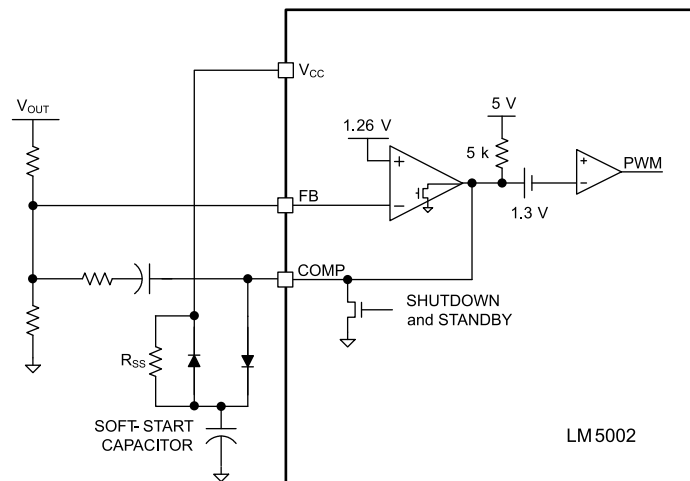 V_CC
V_OUT
5 V
1.26 V
5 k
+
+
PWM
−
FB
−
1.3 V
COMP
SHUTDOWN
and STANDBY
R_SS
SOFT-START
CAPACITOR
LM5002